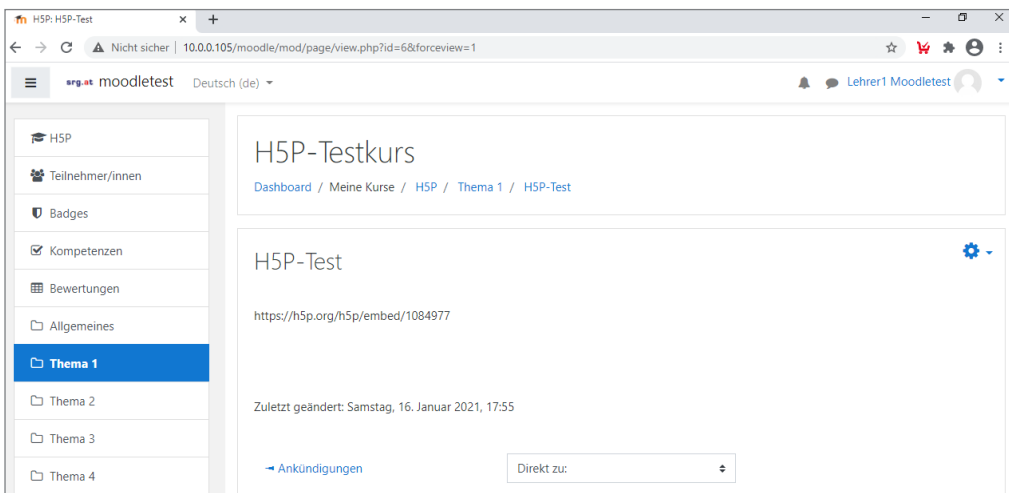 H5P: H5P-Test
Nicht sicher | 10.0.0.105/moodle/mod/page/view.php?id=6&forceview=1
org.at moodletest Deutsch (de) Lehrer1 Moodletest
H5P
Teilnehmer/innen
Badges
Kompetenzen
Bewertungen
Allgemeines
Thema 1
Thema 2
Thema 3
Thema 4
H5P-Testkurs
Dashboard / Meine Kurse / H5P / Thema 1 / H5P-Test
H5P-Test
https://h5p.org/h5p/embed/1084977
Zuletzt geändert: Samstag, 16. Januar 2021, 17:55
Ankündigungen
Direkt zu: